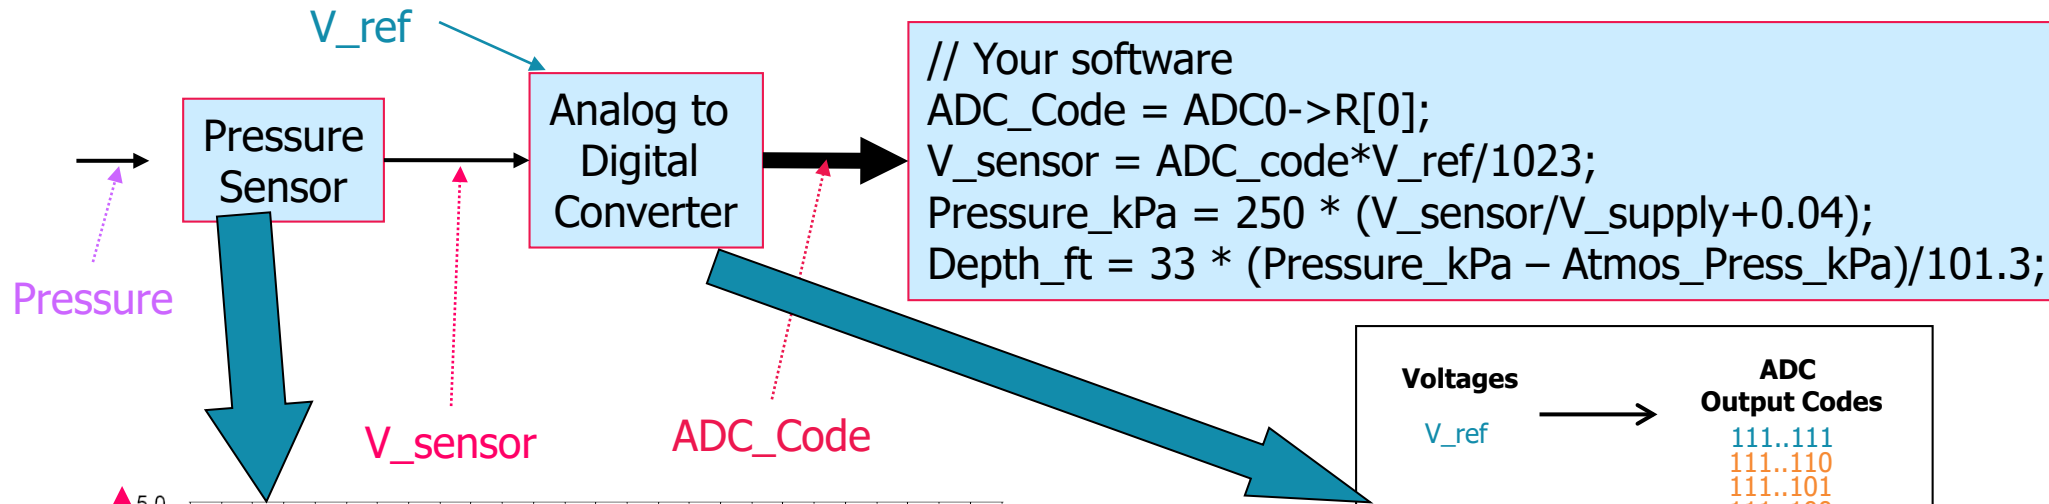 V_ref
Pressure
Sensor
Analog to
Digital
Converter
// Your software
ADC_Code = ADC0->R[0];
V_sensor = ADC_code*V_ref/1023;
Pressure_kPa = 250 * (V_sensor/V_supply+0.04);
Depth_ft = 33 * (Pressure_kPa – Atmos_Press_kPa)/101.3;
Pressure
V_sensor
ADC_Code
Voltages
ADC
Output Codes
V_ref
111..111
111..110
111..101
111..100
5.0